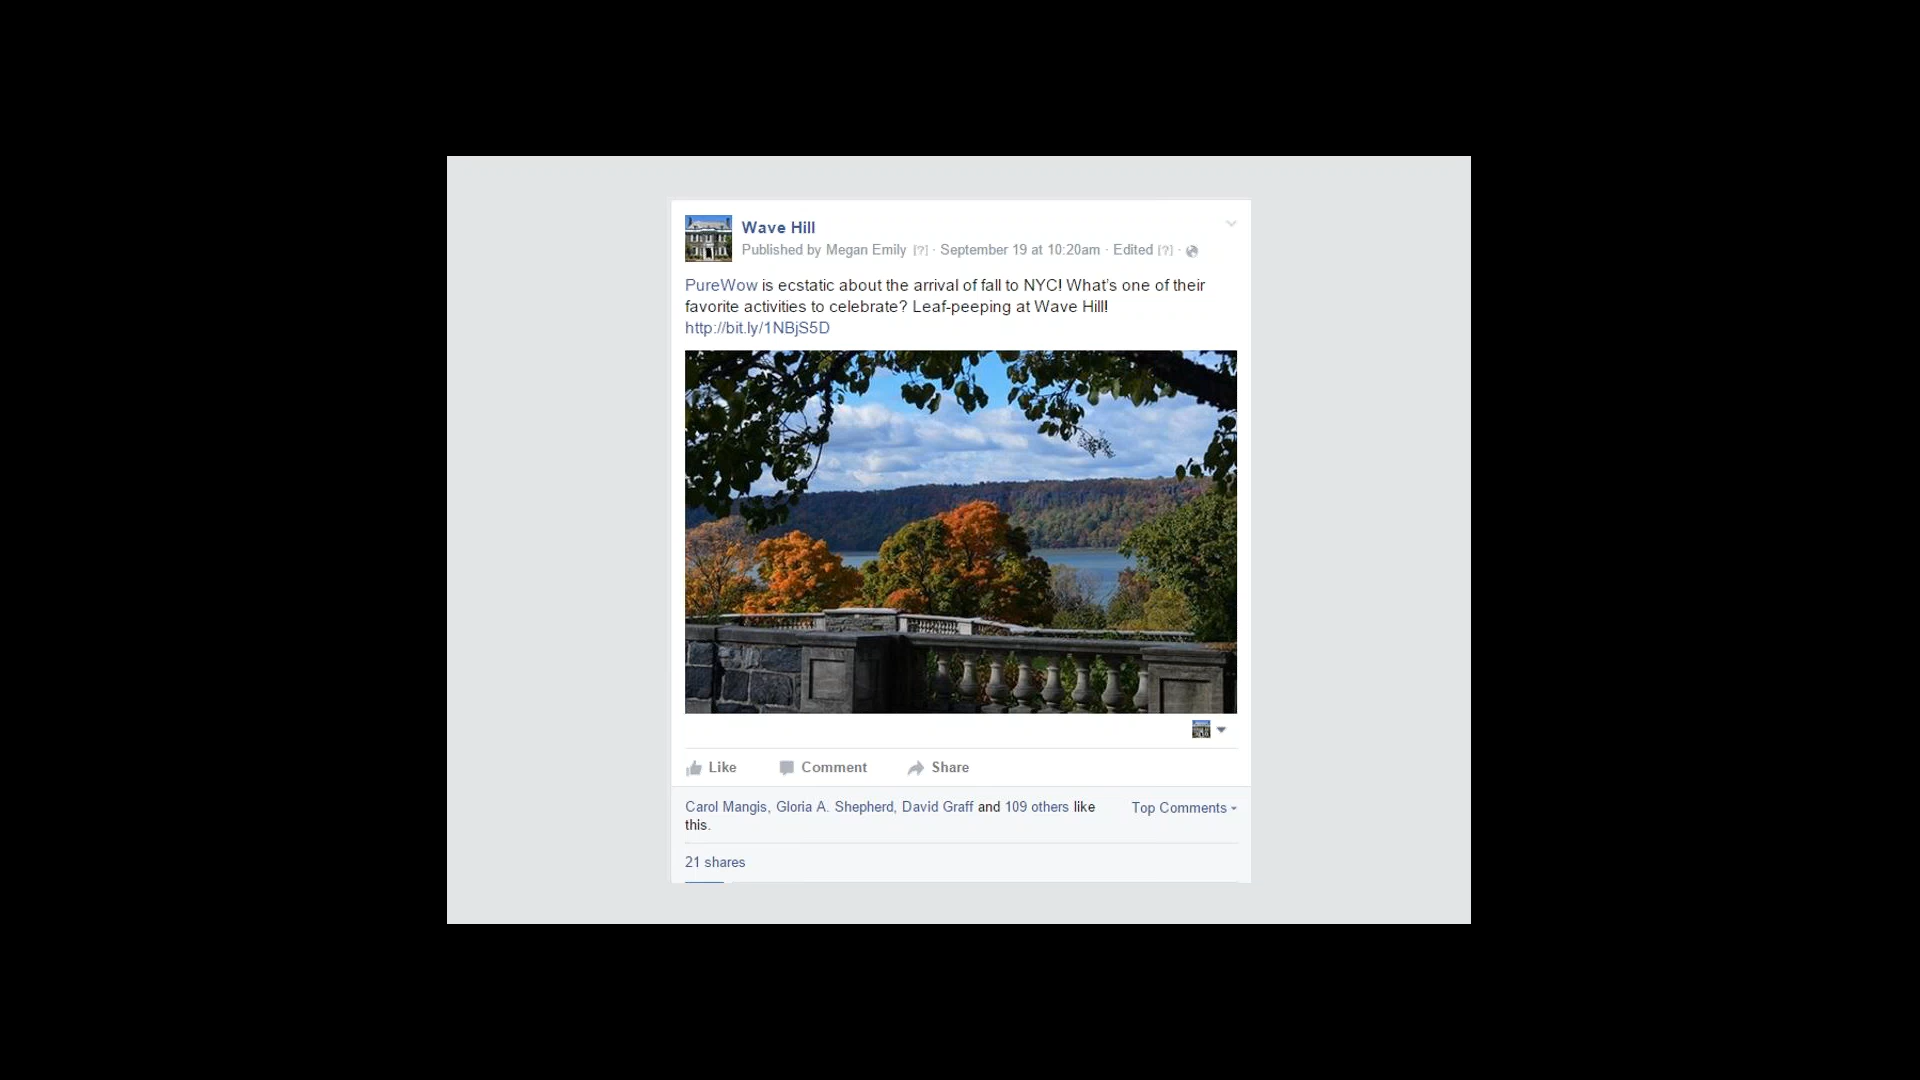 Wave Hill
Published by Megan Emily [?] · September 19 at 10:20am · Edited [?] ·
PureWow is ecstatic about the arrival of fall to NYC! What's one of their
favorite activities to celebrate? Leaf-peeping at Wave Hill!
http://bit.ly/1NBjS5D
Like Comment Share
Carol Mangis, Gloria A. Shepherd, David Graff and 109 others like
this.
Top Comments
21 shares